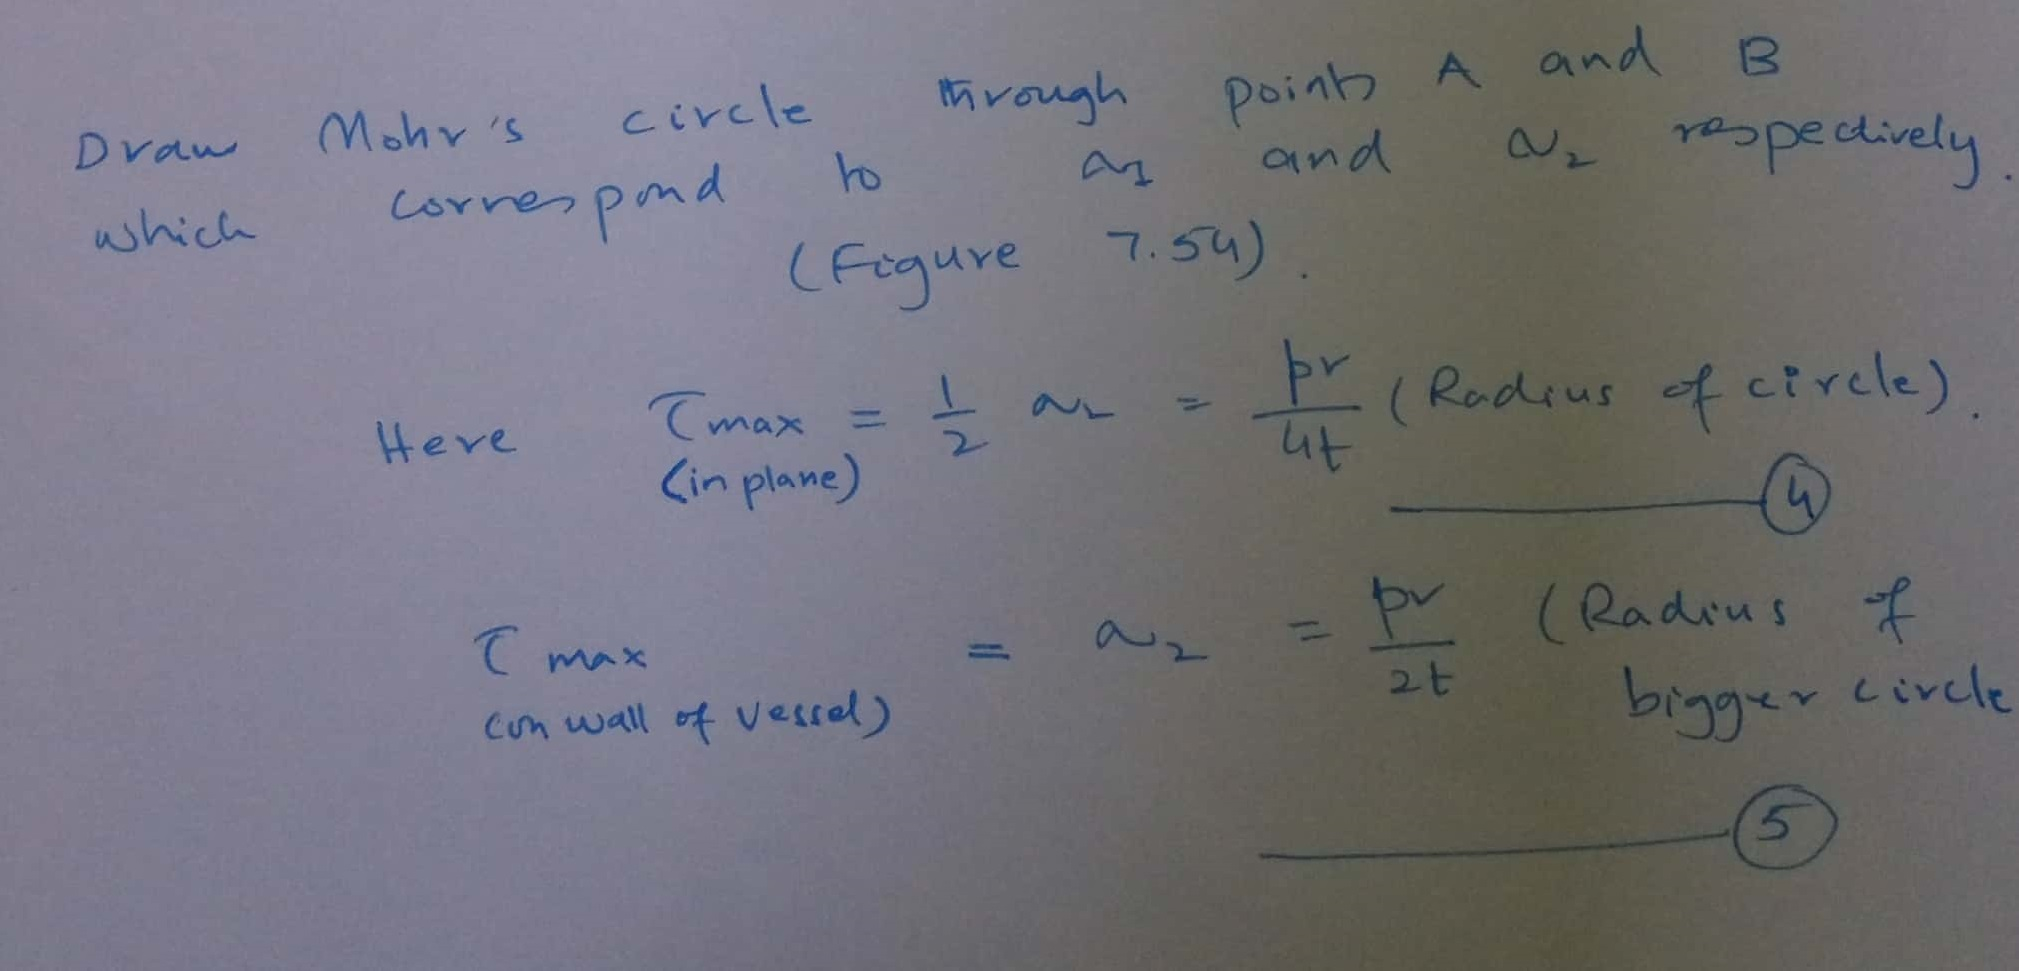 Draw Mohr's circle through points A and B
which correspond to σ1 and σ2 respectively.
(Figure 7.54).
Here τmax = 1/2 σ2 = pr/4t (Radius of circle).
(in plane)
4
τ max = σ2 = pr/2t (Radius of
(on wall of vessel) bigger circle
5